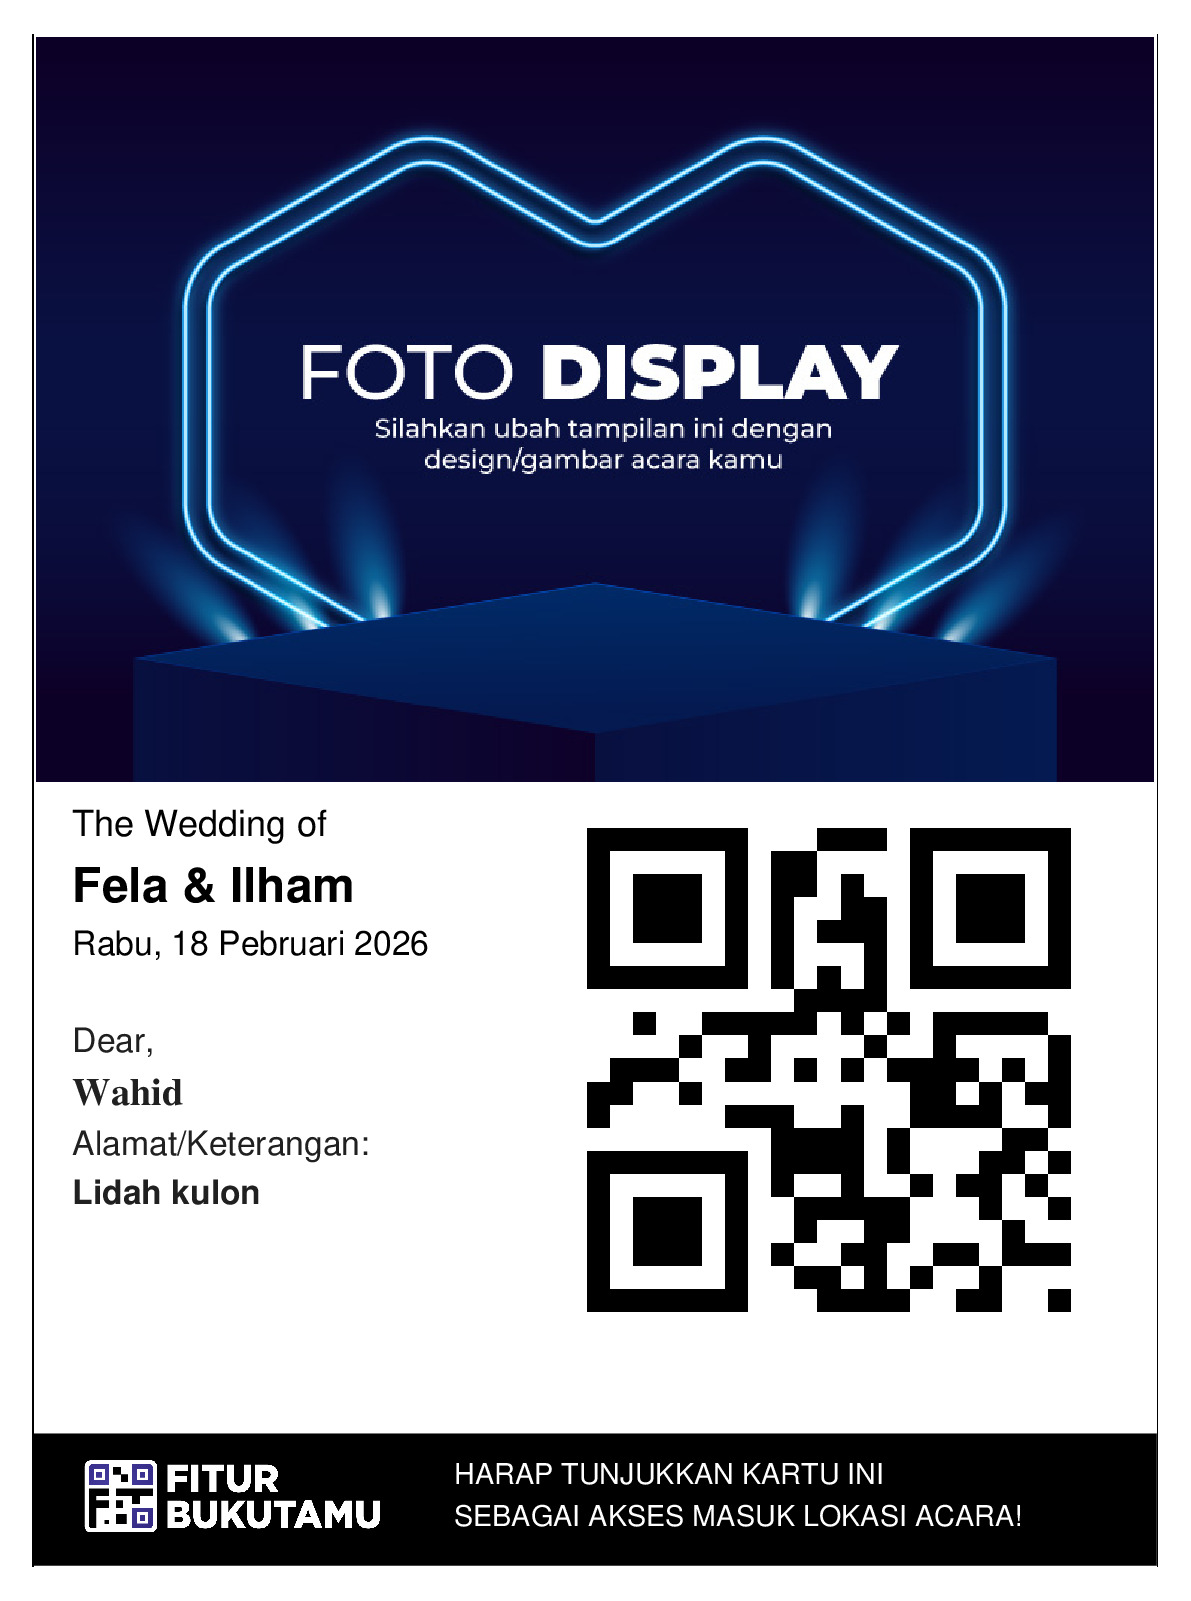 FOTO DISPLAY
Silahkan ubah tampilan ini dengan
design/gambar acara kamu
The Wedding of
Fela & Ilham
Rabu, 18 Pebruari 2026
Dear,
Wahid
Alamat/Keterangan:
Lidah kulon
FITUR
BUKUTAMU
HARAP TUNJUKKAN KARTU INI
SEBAGAI AKSES MASUK LOKASI ACARA!